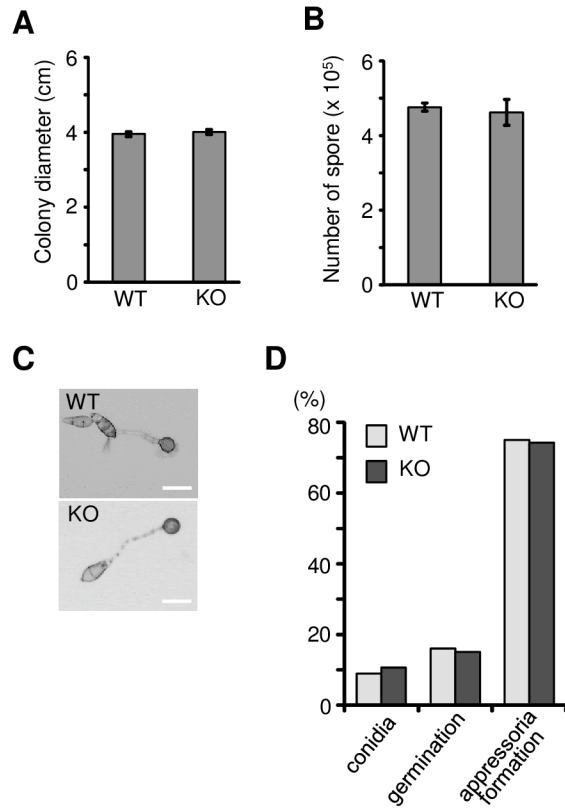 A
Colony diameter (cm)
6
4
2
0
WT
KO
B
Number of spore (x 10⁵)
6
4
2
0
WT
KO
C
WT
KO
D
(%)
80
60
40
20
0
WT
KO
conidia
germination
appressoria
formation